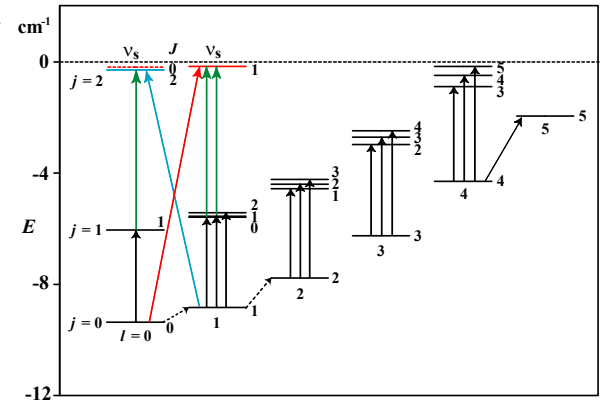 cm-1
νs J νs
0
j = 2 0 1 5
2 4
3
5
5
-4
4 4
3
2
3
2
1
2
j = 1 1 1
0
E
3 3
2
2
-8
j = 0 0 1
l = 0 1
-12